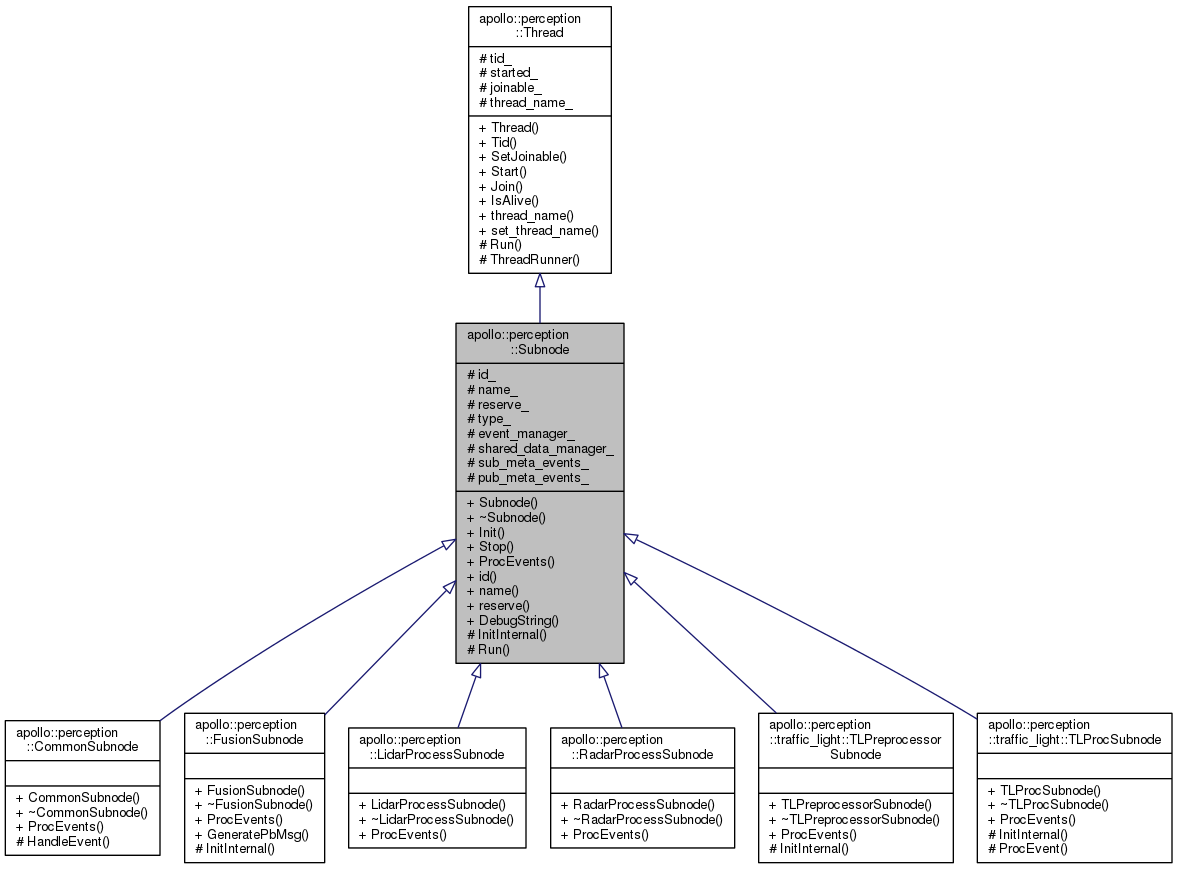 apollo::perception
::Thread
# tid_
# started_
# joinable_
# thread_name_
+ Thread()
+ Tid()
+ SetJoinable()
+ Start()
+ Join()
+ IsAlive()
+ thread_name()
+ set_thread_name()
# Run()
# ThreadRunner()
apollo::perception
::Subnode
# id_
# name_
# reserve_
# type_
# event_manager_
# shared_data_manager_
# sub_meta_events_
# pub_meta_events_
+ Subnode()
+ ~Subnode()
+ Init()
+ Stop()
+ ProcEvents()
+ id()
+ name()
+ reserve()
+ DebugString()
# InitInternal()
# Run()
apollo::perception
::CommonSubnode
+ CommonSubnode()
+ ~CommonSubnode()
+ ProcEvents()
# HandleEvent()
apollo::perception
::FusionSubnode
+ FusionSubnode()
+ ~FusionSubnode()
+ ProcEvents()
+ GeneratePbMsg()
# InitInternal()
apollo::perception
::LidarProcessSubnode
+ LidarProcessSubnode()
+ ~LidarProcessSubnode()
+ ProcEvents()
apollo::perception
::RadarProcessSubnode
+ RadarProcessSubnode()
+ ~RadarProcessSubnode()
+ ProcEvents()
apollo::perception
::traffic_light::TLPreprocessor
Subnode
+ TLPreprocessorSubnode()
+ ~TLPreprocessorSubnode()
+ ProcEvents()
# InitInternal()
apollo::perception
::traffic_light::TLProcSubnode
+ TLProcSubnode()
+ ~TLProcSubnode()
+ ProcEvents()
# InitInternal()
# ProcEvent()